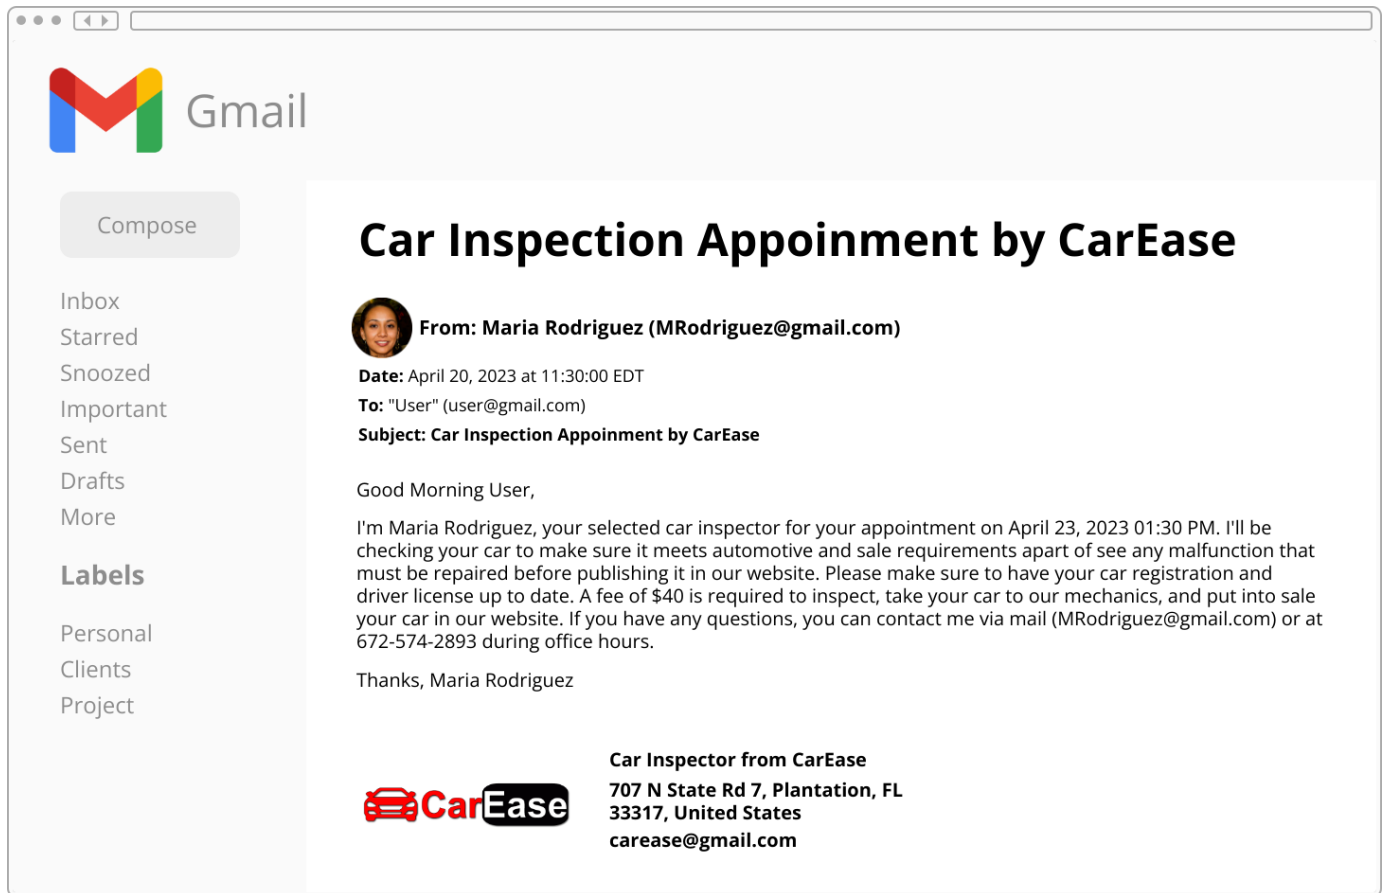 Gmail
Compose
Inbox
Starred
Snoozed
Important
Sent
Drafts
More
Labels
Personal
Clients
Project
Car Inspection Appoinment by CarEase
From: Maria Rodriguez (MRodriguez@gmail.com)
Date: April 20, 2023 at 11:30:00 EDT
To: "User" (user@gmail.com)
Subject: Car Inspection Appoinment by CarEase
Good Morning User,
I'm Maria Rodriguez, your selected car inspector for your appointment on April 23, 2023 01:30 PM. I'll be
checking your car to make sure it meets automotive and sale requirements apart of see any malfunction that
must be repaired before publishing it in our website. Please make sure to have your car registration and
driver license up to date. A fee of $40 is required to inspect, take your car to our mechanics, and put into sale
your car in our website. If you have any questions, you can contact me via mail (MRodriguez@gmail.com) or at
672-574-2893 during office hours.
Thanks, Maria Rodriguez
CarEase
Car Inspector from CarEase
707 N State Rd 7, Plantation, FL
33317, United States
carease@gmail.com